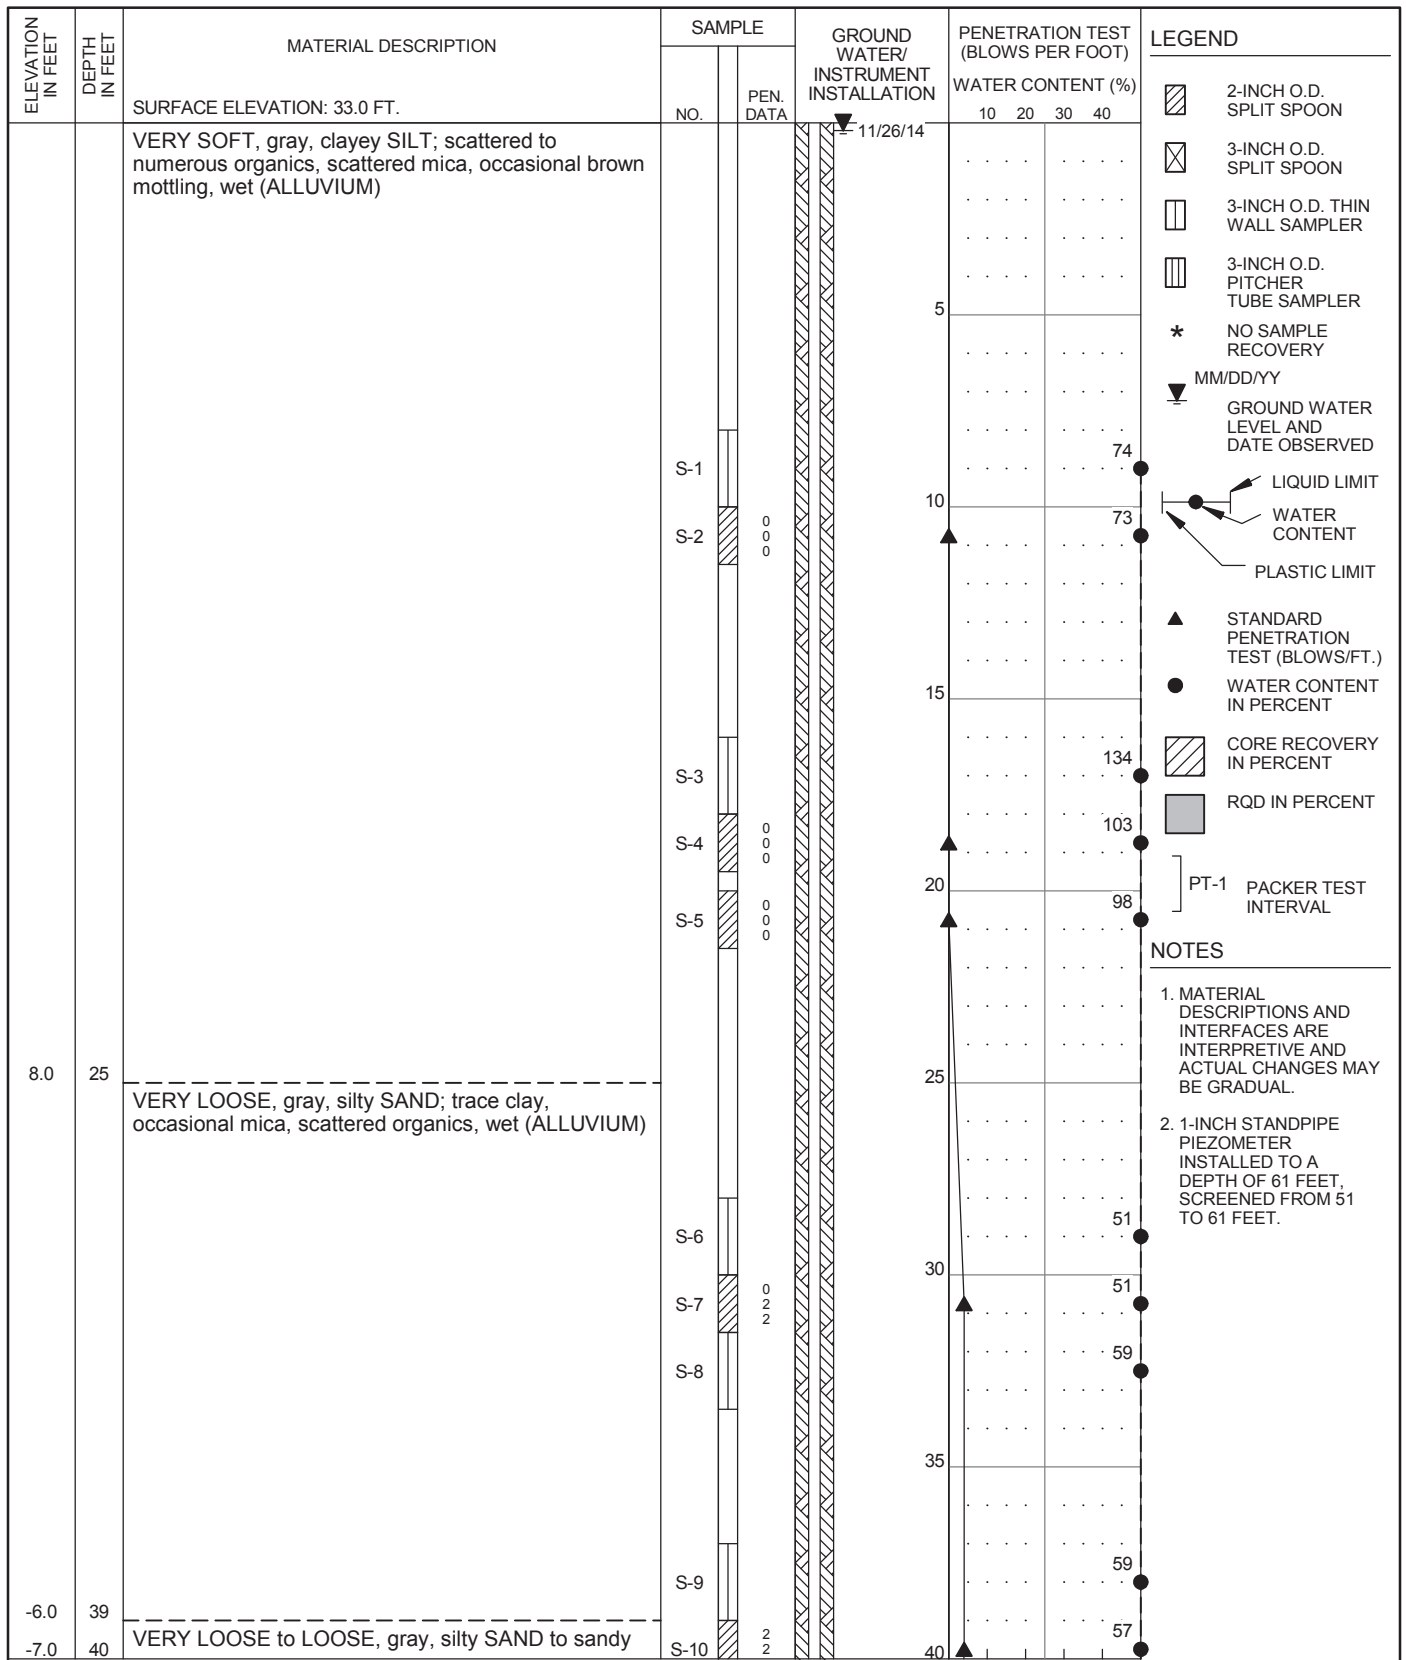 ELEVATION
IN FEET
DEPTH
IN FEET
MATERIAL DESCRIPTION
SURFACE ELEVATION: 33.0 FT.
SAMPLE
NO.
PEN.
DATA
GROUND
WATER/
INSTRUMENT
INSTALLATION
PENETRATION TEST
(BLOWS PER FOOT)
WATER CONTENT (%)
10 20 30 40
11/26/14
VERY SOFT, gray, clayey SILT; scattered to
numerous organics, scattered mica, occasional brown
mottling, wet (ALLUVIUM)
5
S-1
74
10
S-2
0
0
0
73
15
S-3
134
S-4
0
0
0
103
20
S-5
0
0
0
98
8.0 25
25
VERY LOOSE, gray, silty SAND; trace clay,
occasional mica, scattered organics, wet (ALLUVIUM)
S-6
51
30
S-7
0
2
2
51
S-8
59
35
S-9
59
-6.0 39
VERY LOOSE to LOOSE, gray, silty SAND to sandy
-7.0 40
S-10
2
2
57
40
LEGEND
2-INCH O.D.
SPLIT SPOON
3-INCH O.D.
SPLIT SPOON
3-INCH O.D. THIN
WALL SAMPLER
3-INCH O.D.
PITCHER
TUBE SAMPLER
* NO SAMPLE
RECOVERY
MM/DD/YY
GROUND WATER
LEVEL AND
DATE OBSERVED
LIQUID LIMIT
WATER
CONTENT
PLASTIC LIMIT
STANDARD
PENETRATION
TEST (BLOWS/FT.)
WATER CONTENT
IN PERCENT
CORE RECOVERY
IN PERCENT
RQD IN PERCENT
PT-1 PACKER TEST
INTERVAL
NOTES
1. MATERIAL
DESCRIPTIONS AND
INTERFACES ARE
INTERPRETIVE AND
ACTUAL CHANGES MAY
BE GRADUAL.
2. 1-INCH STANDPIPE
PIEZOMETER
INSTALLED TO A
DEPTH OF 61 FEET,
SCREENED FROM 51
TO 61 FEET.